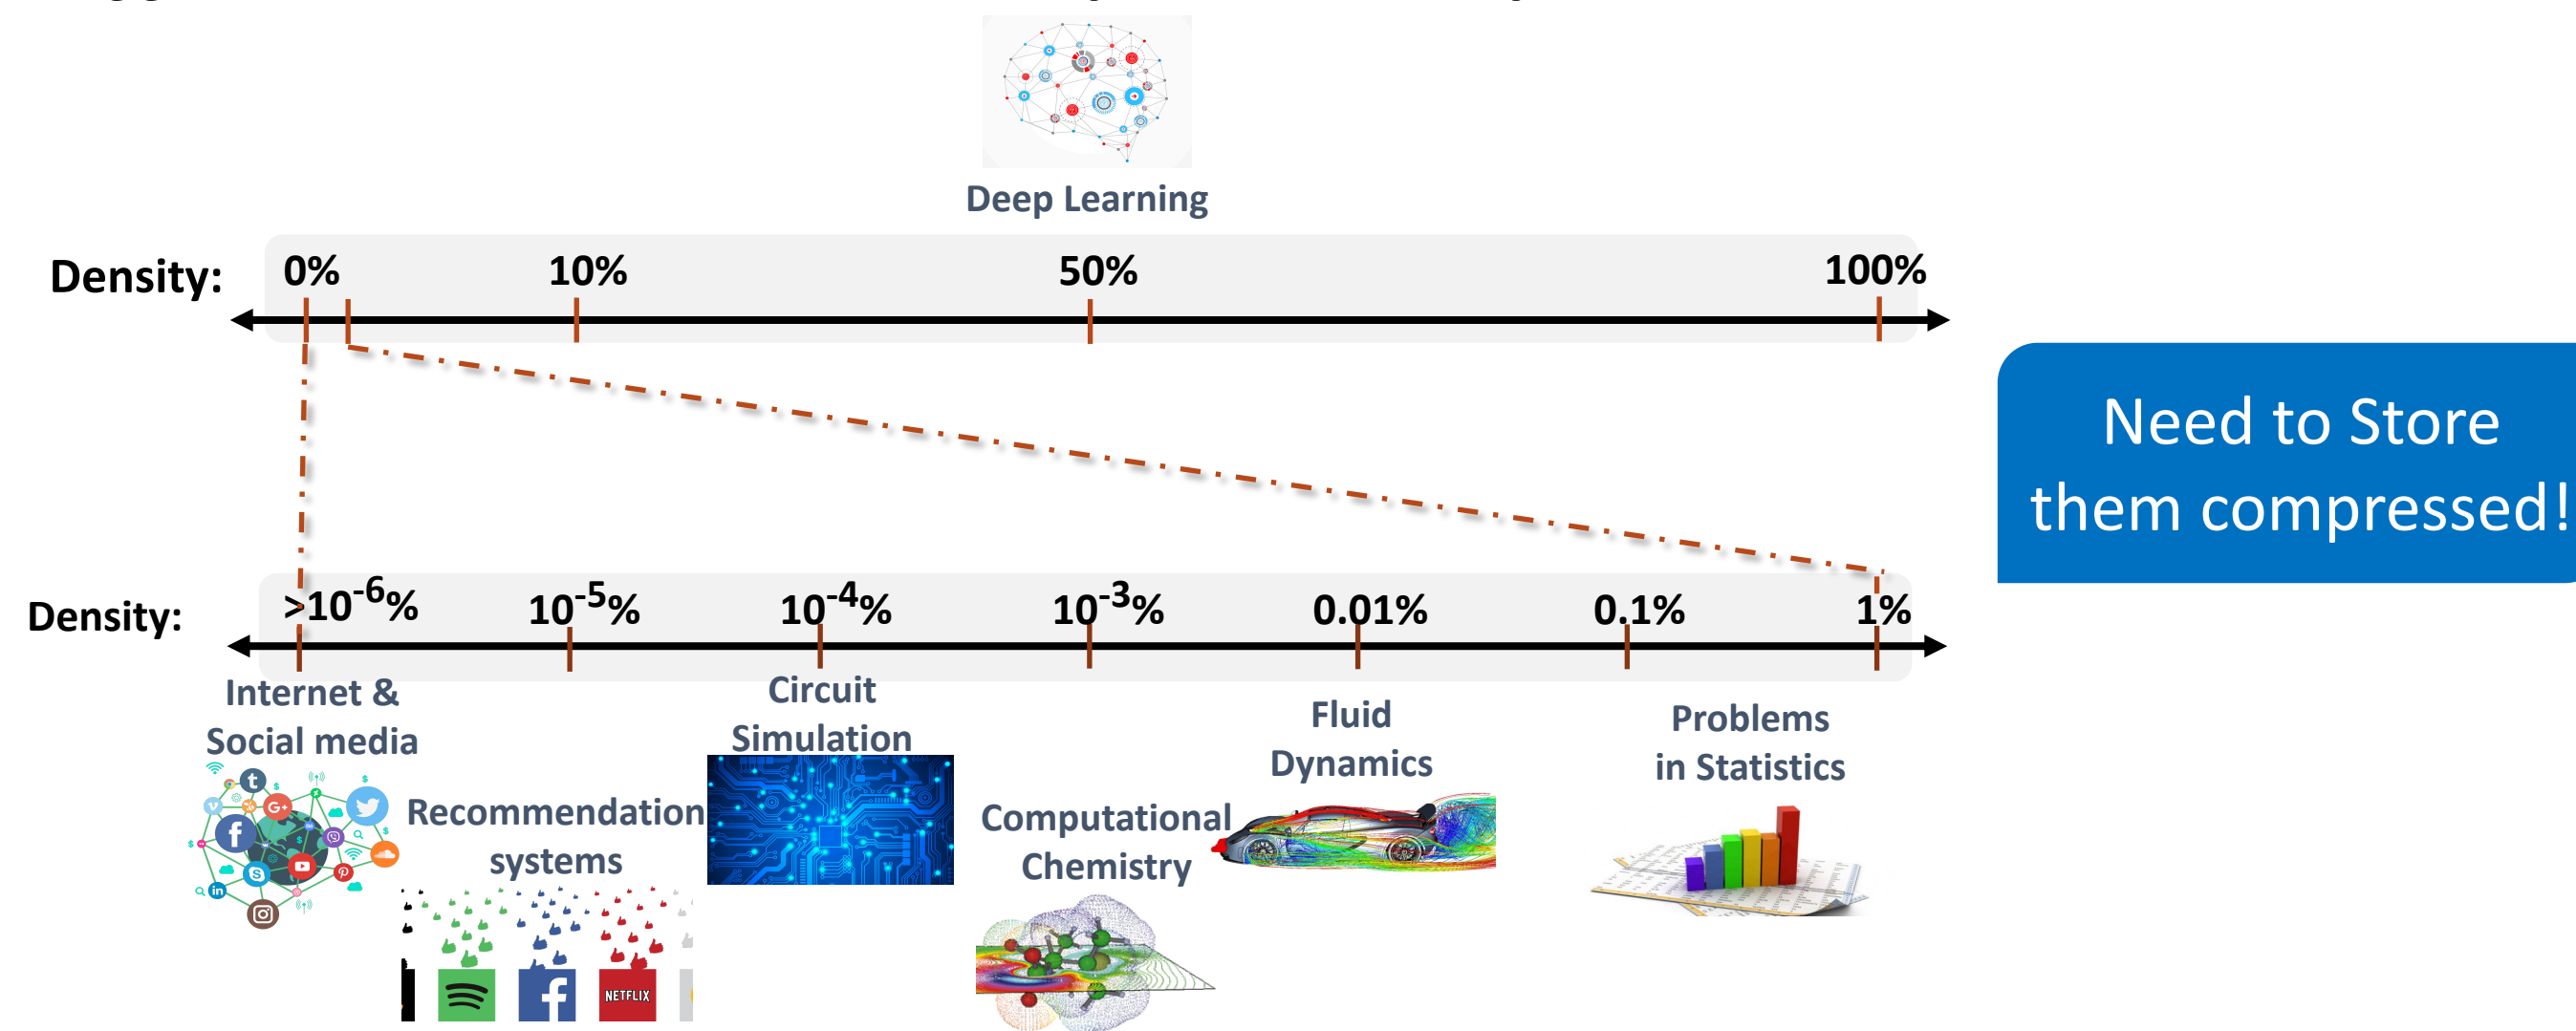 Deep Learning
Density: 0% 10% 50% 100%
Need to Store
them compressed!
Density: >10⁻⁶% 10⁻⁵% 10⁻⁴% 10⁻³% 0.01% 0.1% 1%
Internet &
Social media
Recommendation
systems
Circuit
Simulation
Computational
Chemistry
Fluid
Dynamics
Problems
in Statistics
NETFLIX